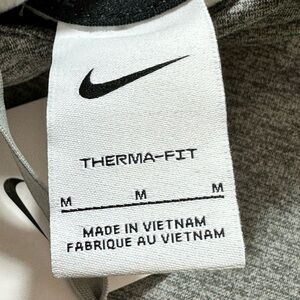 THERMA-FIT
M M M
MADE IN VIETNAM
FABRIQUE AU VIETNAM